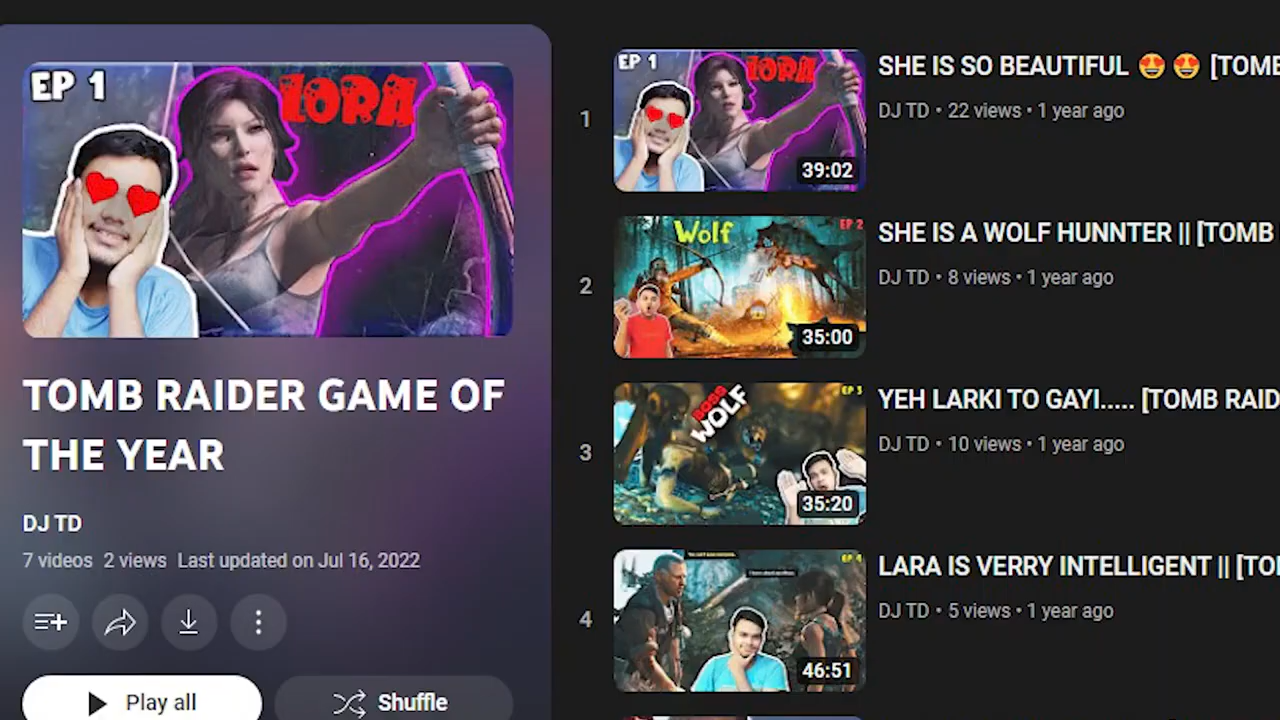 EP 1
lORA
TOMB RAIDER GAME OF
THE YEAR
DJ TD
7 videos 2 views Last updated on Jul 16, 2022
Play all
Shuffle
1
EP 1
lORA
39:02
SHE IS SO BEAUTIFUL 😍 😍 [TOMB
DJ TD • 22 views • 1 year ago
2
Wolf
EP 2
35:00
SHE IS A WOLF HUNNTER || [TOMB
DJ TD • 8 views • 1 year ago
3
BOSS
WOLF
EP 3
35:20
YEH LARKI TO GAYI..... [TOMB RAID
DJ TD • 10 views • 1 year ago
4
EP 4
46:51
LARA IS VERRY INTELLIGENT || [TO
DJ TD • 5 views • 1 year ago